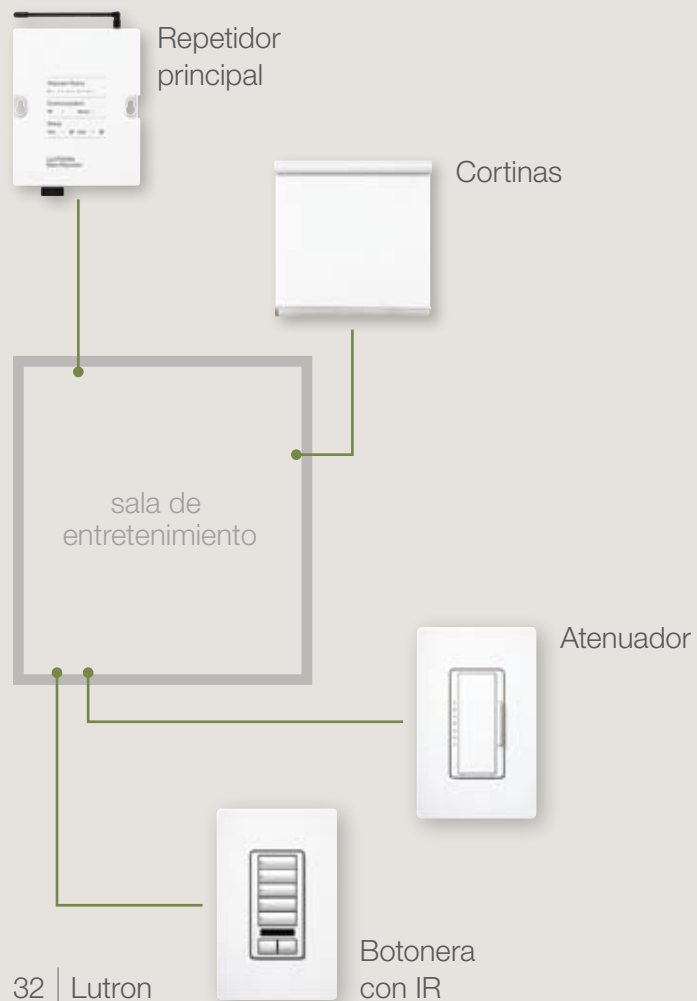 Repetidor
principal
Cortinas
sala de
entretenimiento
Atenuador
Botonera
con IR
32 | Lutron